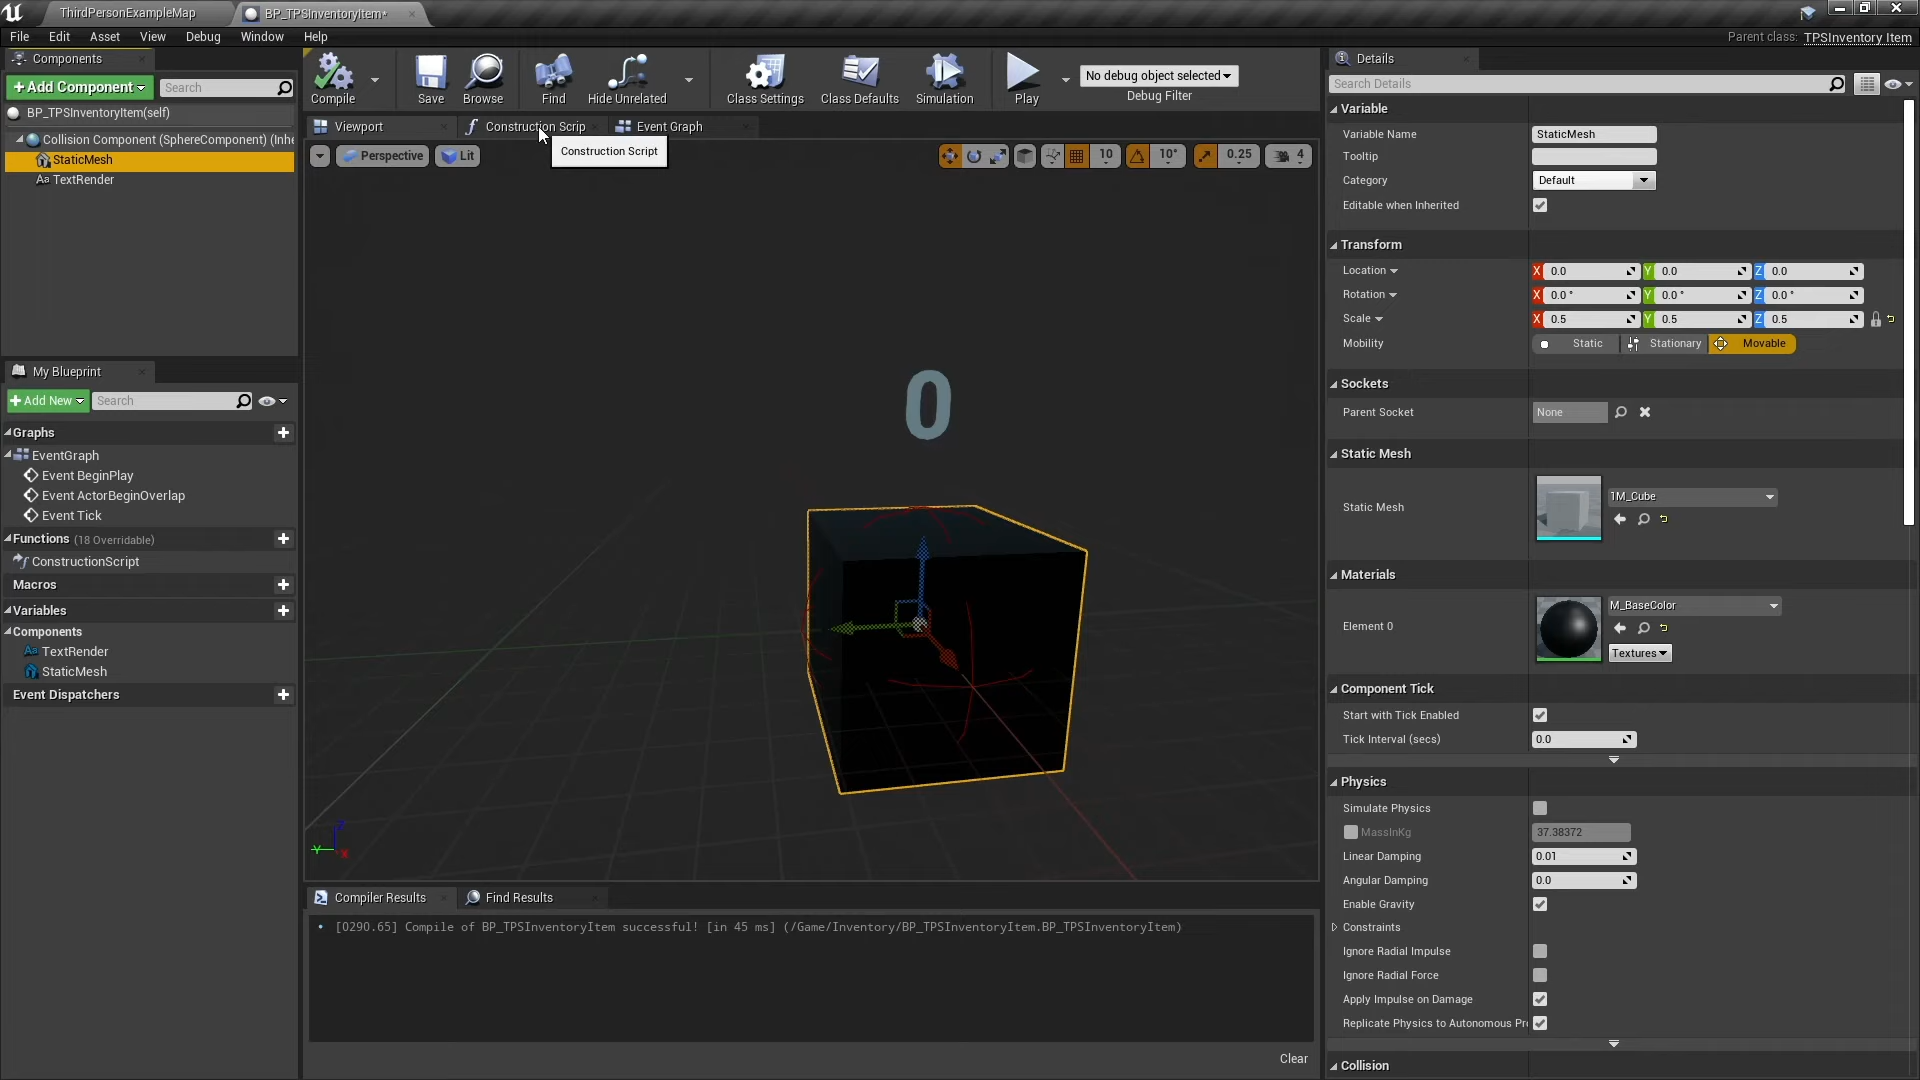 ThirdPersonExampleMap
BP_TPSInventoryItem*
File Edit Asset View Debug Window Help
Parent class: TPSInventory Item
Components
+Add Component
Search
BP_TPSInventoryItem(self)
Collision Component (SphereComponent) (Inhe
StaticMesh
Aa TextRender
My Blueprint
+Add New
Search
Graphs
EventGraph
Event BeginPlay
Event ActorBeginOverlap
Event Tick
Functions (18 Overridable)
ConstructionScript
Macros
Variables
Components
Aa TextRender
StaticMesh
Event Dispatchers
Compile
Save
Browse
Find
Hide Unrelated
Class Settings
Class Defaults
Simulation
Play
No debug object selected
Debug Filter
Viewport
Construction Scrip
Event Graph
Construction Script
Perspective
Lit
10
10°
0.25
4
0
Y
Z
X
Compiler Results
Find Results
[0290.65] Compile of BP_TPSInventoryItem successful! [in 45 ms] (/Game/Inventory/BP_TPSInventoryItem.BP_TPSInventoryItem)
Clear
Details
Search Details
Variable
Variable Name StaticMesh
Tooltip
Category Default
Editable when Inherited
Transform
Location X 0.0 Y 0.0 Z 0.0
Rotation X 0.0 ° Y 0.0 ° Z 0.0 °
Scale X 0.5 Y 0.5 Z 0.5
Mobility Static Stationary Movable
Sockets
Parent Socket None
Static Mesh
Static Mesh 1M_Cube
Materials
Element 0 M_BaseColor
Textures
Component Tick
Start with Tick Enabled
Tick Interval (secs) 0.0
Physics
Simulate Physics
MassInKg 37.38372
Linear Damping 0.01
Angular Damping 0.0
Enable Gravity
Constraints
Ignore Radial Impulse
Ignore Radial Force
Apply Impulse on Damage
Replicate Physics to Autonomous Pr
Collision